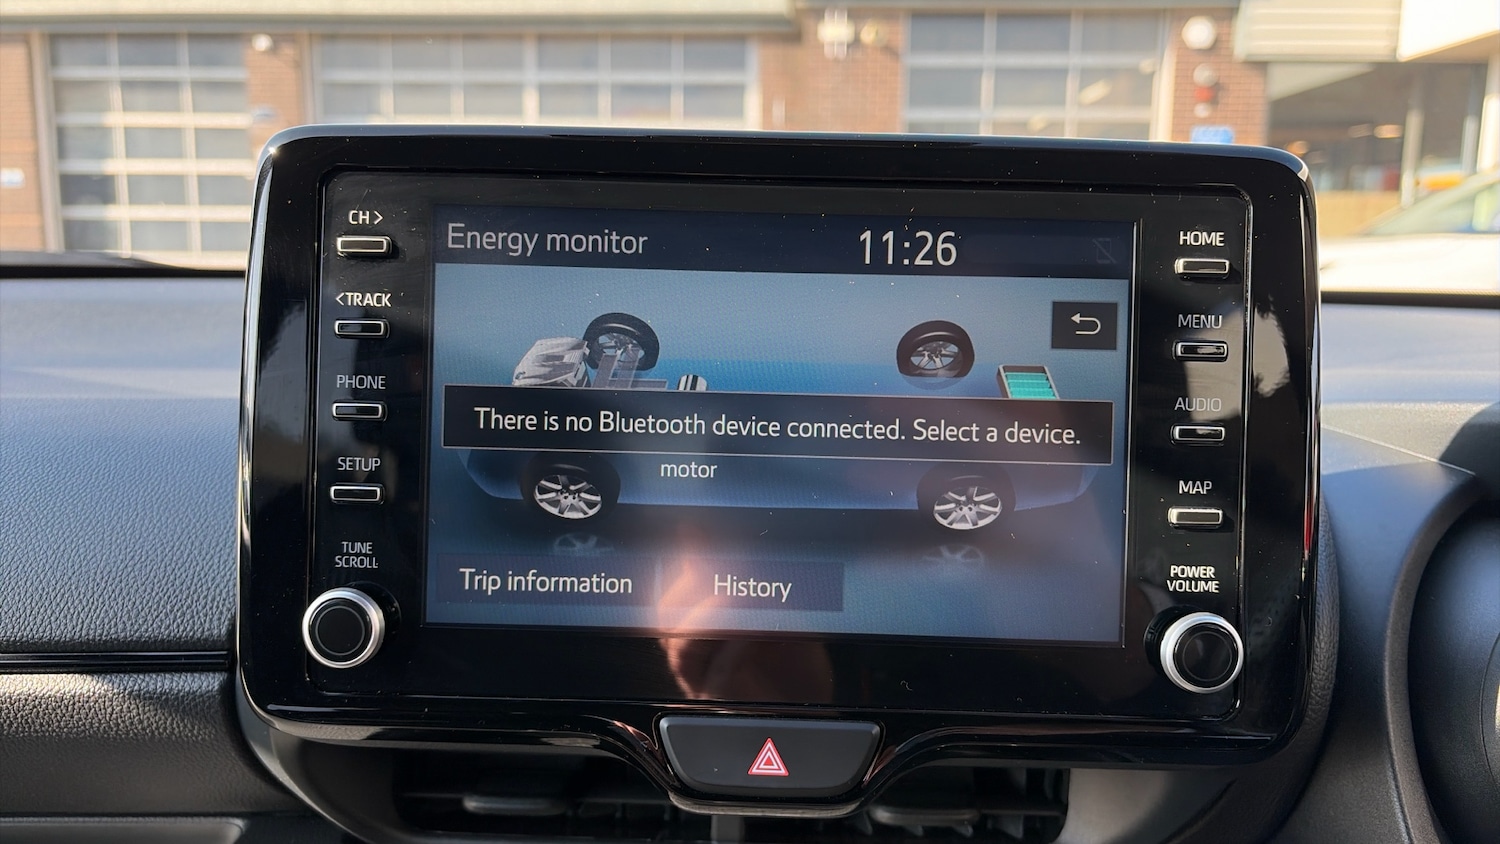 CH >
<TRACK
PHONE
SETUP
TUNE
SCROLL
Energy monitor
11:26
There is no Bluetooth device connected. Select a device.
motor
Trip information
History
HOME
MENU
AUDIO
MAP
POWER
VOLUME